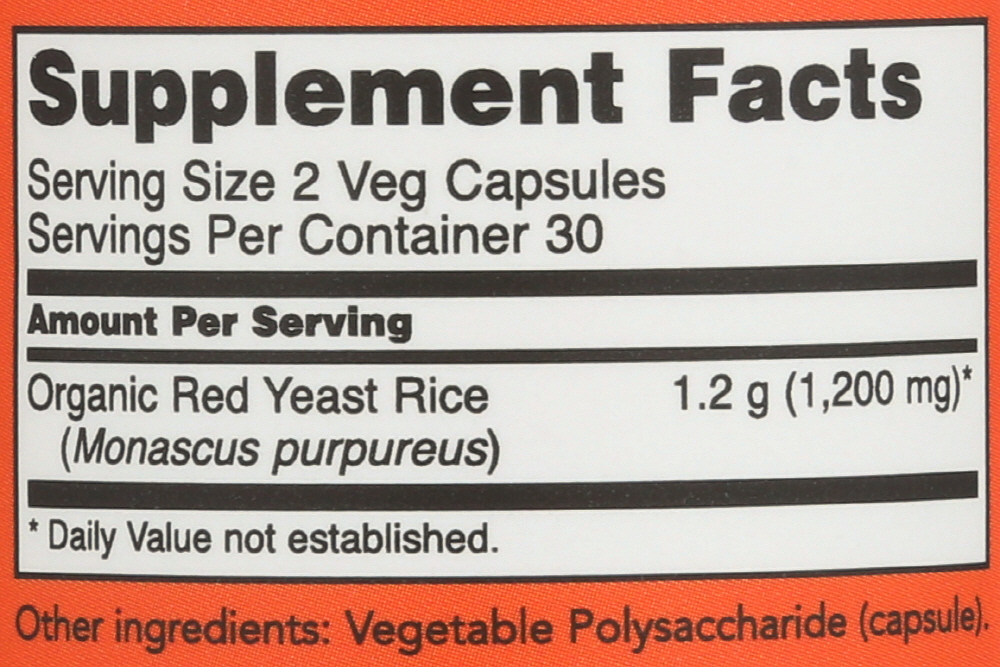 Supplement Facts
Serving Size 2 Veg Capsules
Servings Per Container 30
Amount Per Serving
Organic Red Yeast Rice 1.2 g (1,200 mg)*
(Monascus purpureus)
* Daily Value not established.
Other ingredients: Vegetable Polysaccharide (capsule).